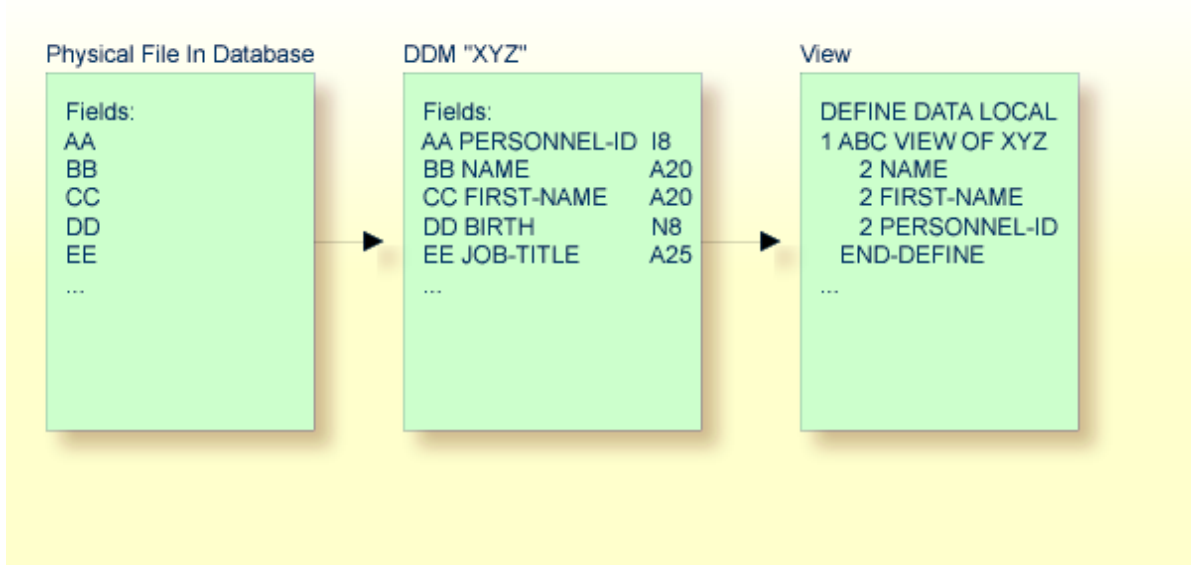 Physical File In Database
Fields:
AA
BB
CC
DD
EE
...
DDM "XYZ"
Fields:
AA PERSONNEL-ID I8
BB NAME A20
CC FIRST-NAME A20
DD BIRTH N8
EE JOB-TITLE A25
...
View
DEFINE DATA LOCAL
1 ABC VIEW OF XYZ
2 NAME
2 FIRST-NAME
2 PERSONNEL-ID
END-DEFINE
...